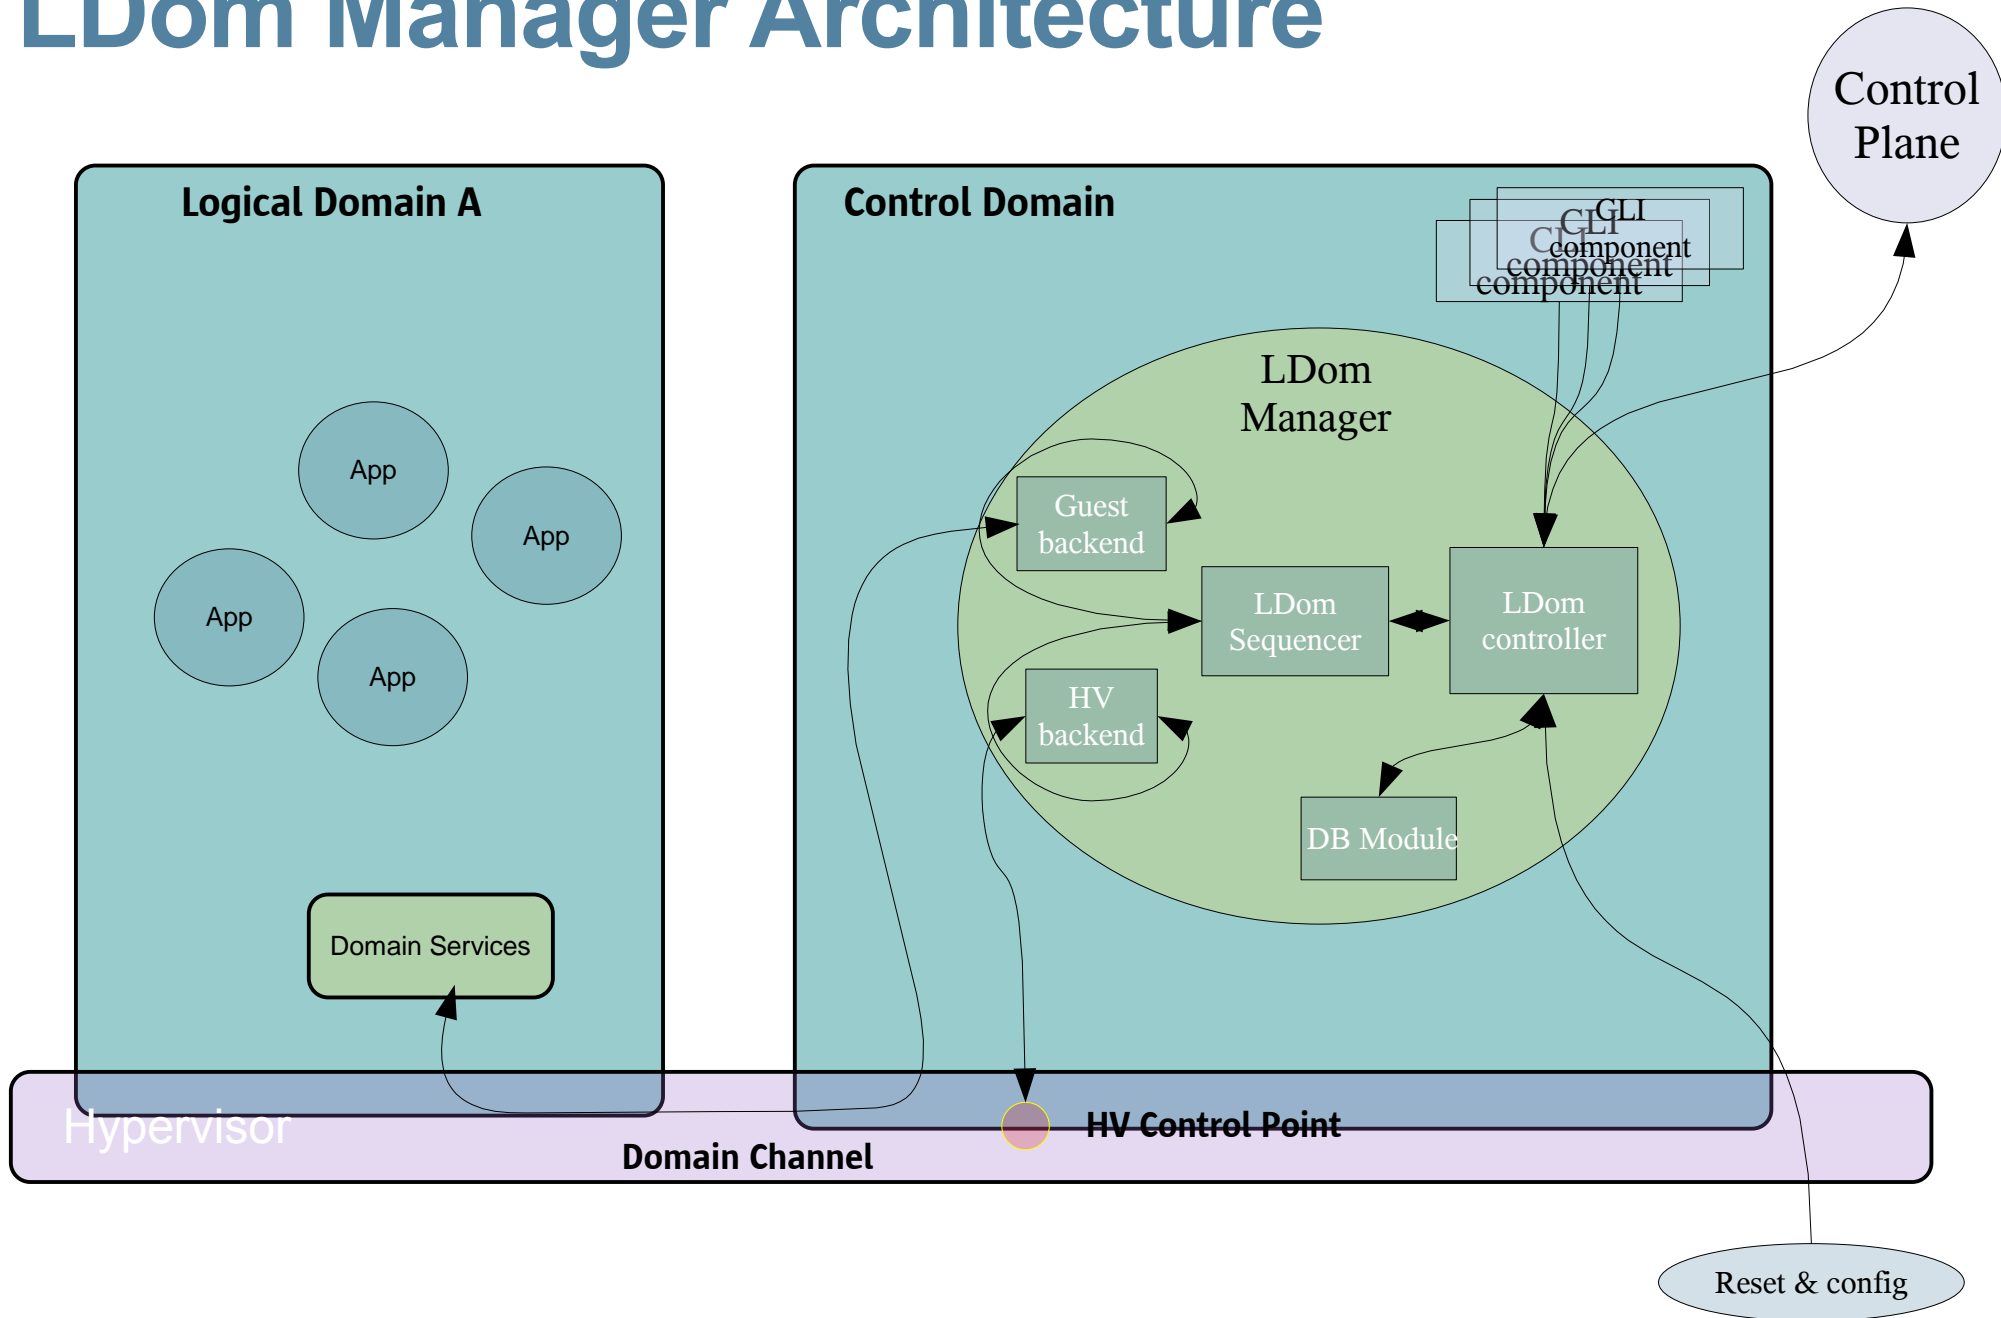 LDom Manager Architecture
Control
Plane
Logical Domain A
Control Domain
CLI
component
CLI
component
CLI
component
LDom
Manager
App
App
App
App
Guest
backend
LDom
Sequencer
LDom
controller
HV
backend
DB Module
Domain Services
Hypervisor
HV Control Point
Domain Channel
Reset & config